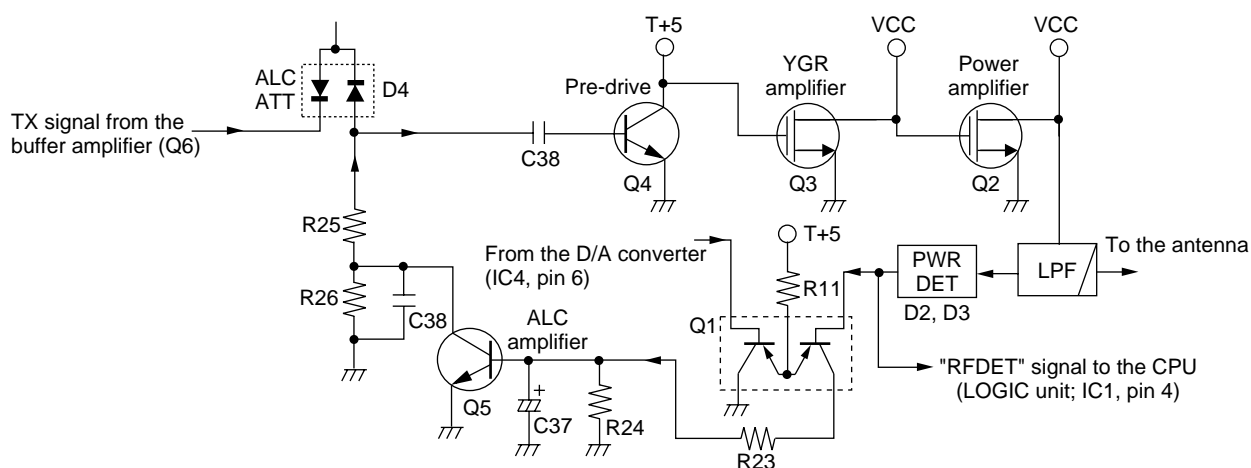 T+5
VCC
VCC
ALC
ATT
D4
Pre-drive
YGR
amplifier
Power
amplifier
TX signal from the
buffer amplifier (Q6)
C38
Q4
Q3
Q2
R25
From the D/A converter
(IC4, pin 6)
T+5
To the antenna
PWR
DET
LPF
R26
C38
R11
D2, D3
ALC
amplifier
Q1
"RFDET" signal to the CPU
(LOGIC unit; IC1, pin 4)
Q5
+
C37
R24
R23